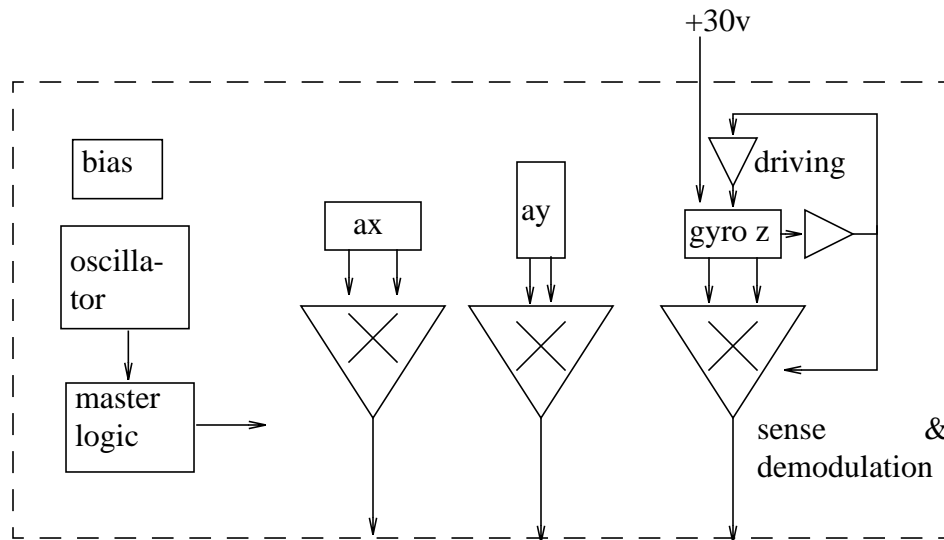 +30v
bias
driving
ax
ay
gyro z
oscilla-
tor
master
logic
sense &
demodulation